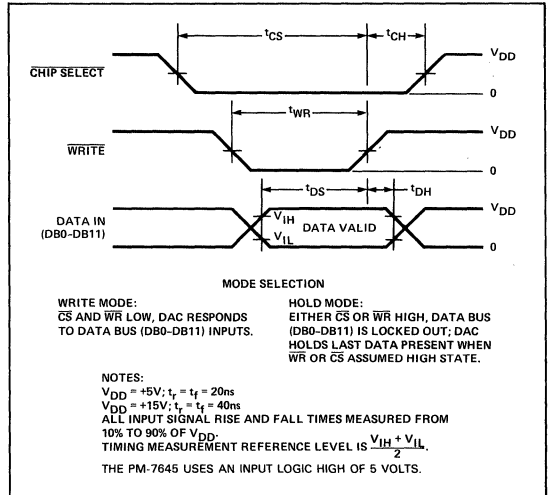 tCS tCH
VDD
CHIP SELECT
0
tWR
VDD
WRITE
0
tDS tDH
VDD
VIH
DATA IN
(DB0-DB11)
DATA VALID
VIL
0
MODE SELECTION
WRITE MODE:
CS AND WR LOW, DAC RESPONDS
TO DATA BUS (DB0-DB11) INPUTS.
HOLD MODE:
EITHER CS OR WR HIGH, DATA BUS
(DB0-DB11) IS LOCKED OUT; DAC
HOLDS LAST DATA PRESENT WHEN
WR OR CS ASSUMED HIGH STATE.
NOTES:
VDD = +5V; tr = tf = 20ns
VDD = +15V; tr = tf = 40ns
ALL INPUT SIGNAL RISE AND FALL TIMES MEASURED FROM
10% TO 90% OF VDD.
TIMING MEASUREMENT REFERENCE LEVEL IS (VIH + VIL)/2.
THE PM-7645 USES AN INPUT LOGIC HIGH OF 5 VOLTS.